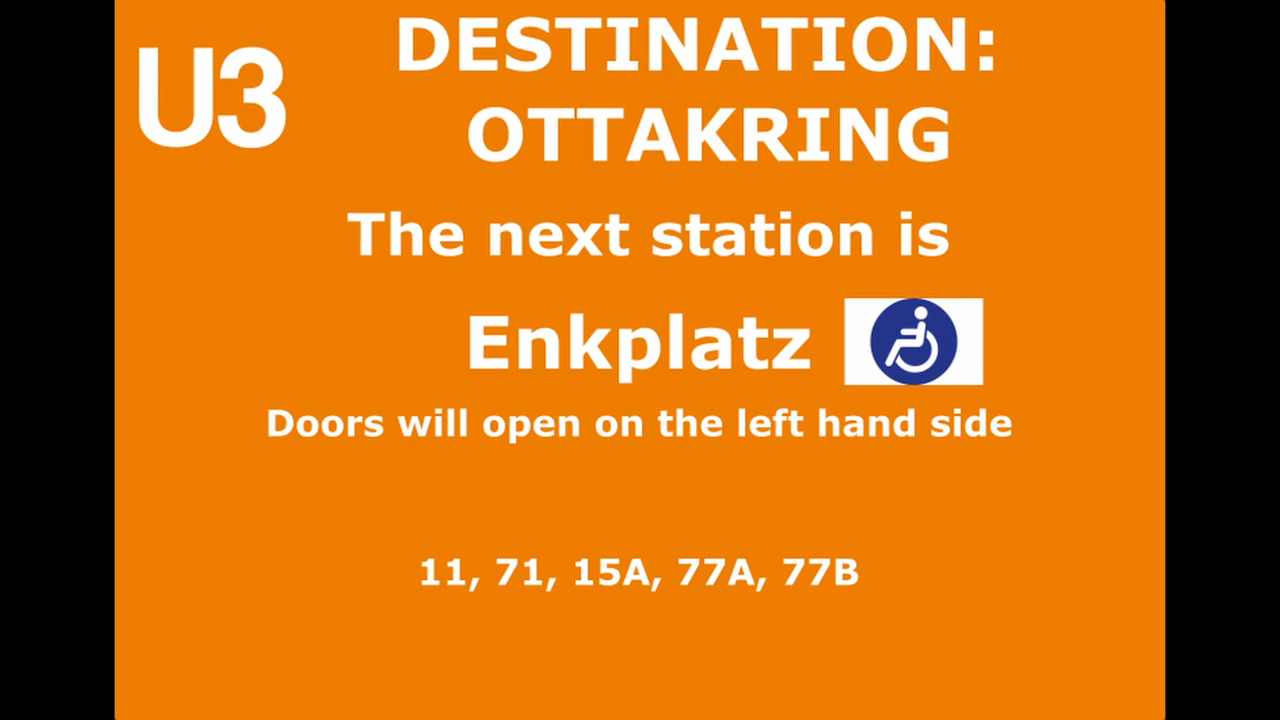 U3
DESTINATION:
OTTAKRING
The next station is
Enkplatz
Doors will open on the left hand side
11, 71, 15A, 77A, 77B